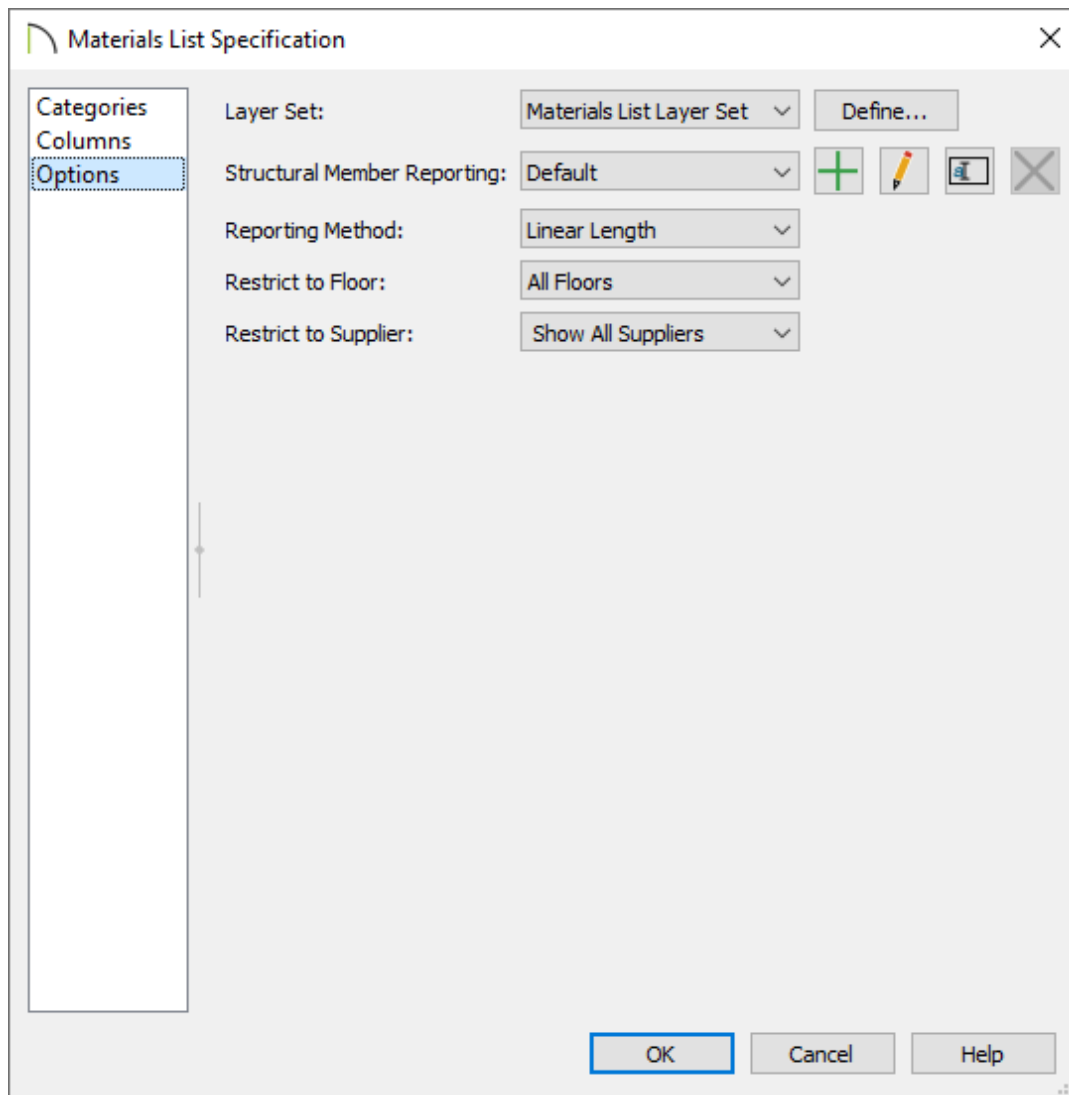 Materials List Specification
Categories
Columns
Options
Layer Set: Materials List Layer Set Define...
Structural Member Reporting: Default
Reporting Method: Linear Length
Restrict to Floor: All Floors
Restrict to Supplier: Show All Suppliers
OK Cancel Help